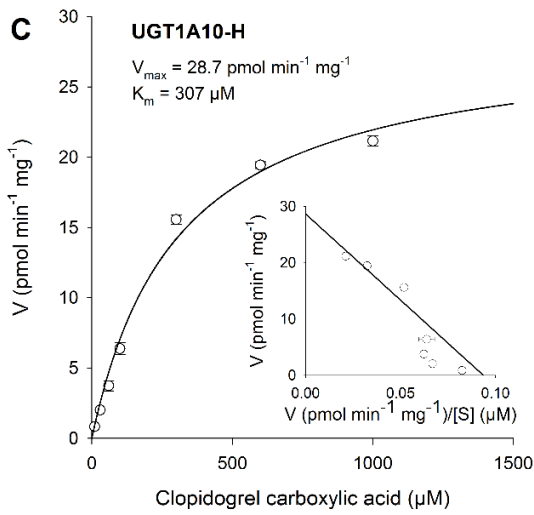 C
UGT1A10-H
V_max = 28.7 pmol min⁻¹ mg⁻¹
K_m = 307 µM
V (pmol min⁻¹ mg⁻¹)
30
25
20
15
10
5
0
0
500
1000
1500
Clopidogrel carboxylic acid (µM)
V (pmol min⁻¹ mg⁻¹)
30
20
10
0
0.00
0.05
0.10
V (pmol min⁻¹ mg⁻¹)/[S] (µM)